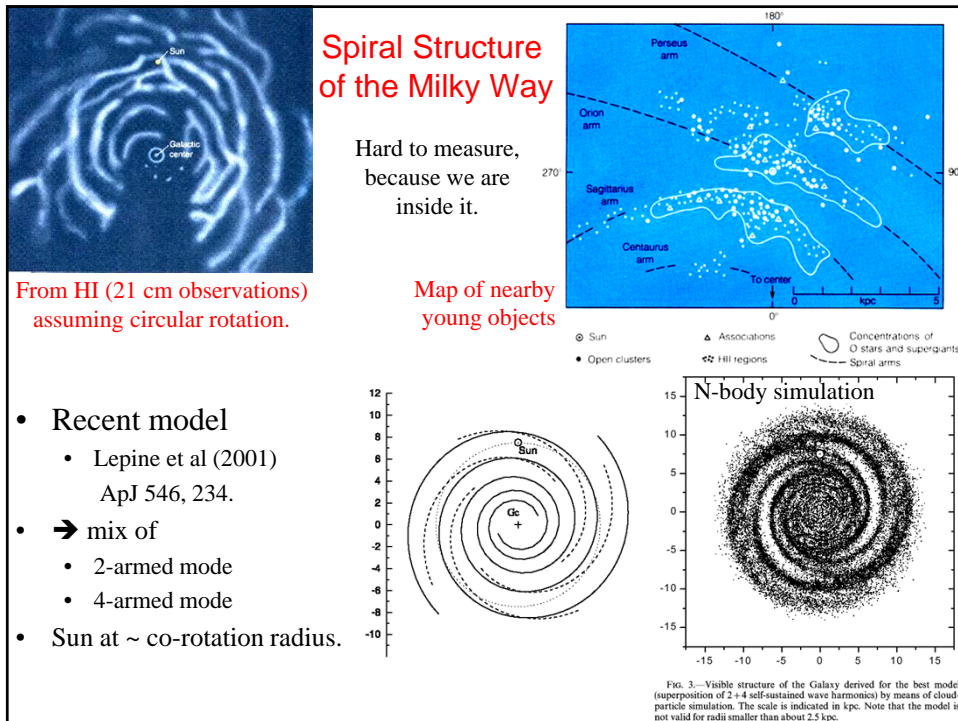 Sun
Galactic
center
From HI (21 cm observations)
assuming circular rotation.
Spiral Structure
of the Milky Way
Hard to measure,
because we are
inside it.
Map of nearby
young objects
180°
Perseus
arm
Orion
arm
270°
90
Sagittarius
arm
Centaurus
arm
To center
0 kpc 5
0°
Sun
Open clusters
Associations
HII regions
Concentrations of
O stars and supergiants
Spiral arms
• Recent model
• Lepine et al (2001)
ApJ 546, 234.
• ➔ mix of
• 2-armed mode
• 4-armed mode
• Sun at ~ co-rotation radius.
12
10
8
6
4
2
0
-2
-4
-6
-8
-10
Sun
Gc
N-body simulation
15
10
5
0
-5
-10
-15
-15 -10 -5 0 5 10 15
FIG. 3.—Visible structure of the Galaxy derived for the best model
(superposition of 2+4 self-sustained wave harmonics) by means of cloud-
particle simulation. The scale is indicated in kpc. Note that the model is
not valid for radii smaller than about 2.5 kpc.